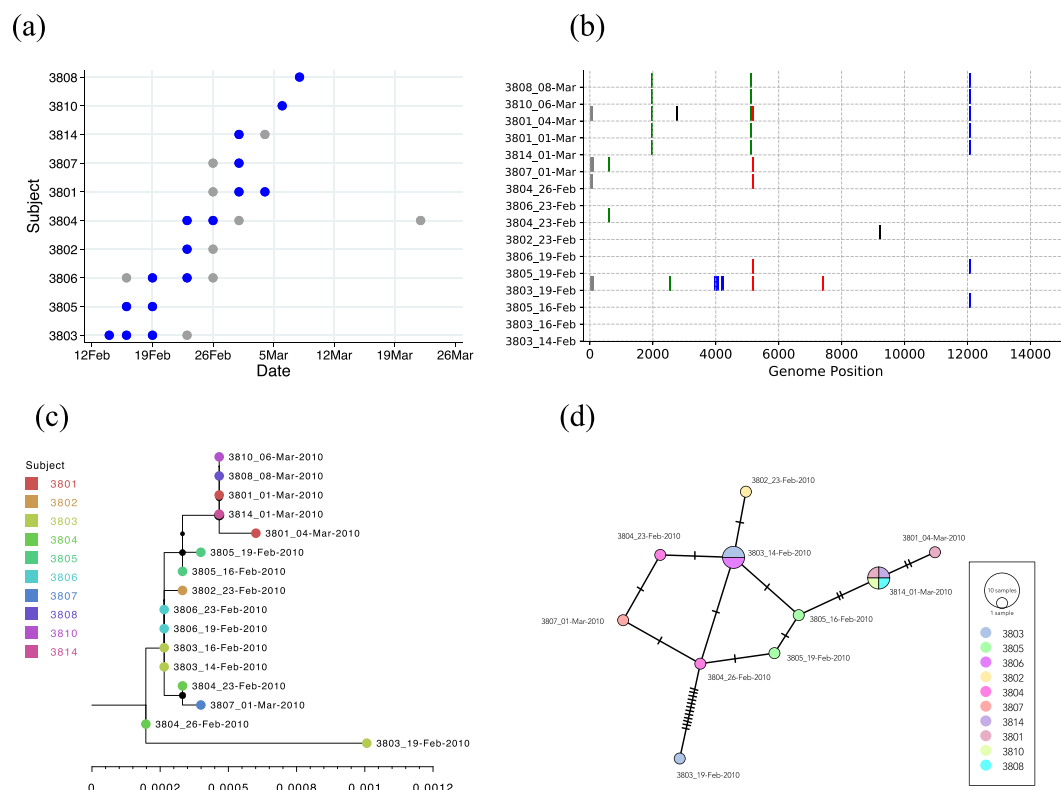 (a)
Subject
3808
3810
3814
3807
3801
3804
3802
3806
3805
3803
12Feb
19Feb
26Feb
5Mar
12Mar
19Mar
26Mar
Date
(b)
3808_08-Mar
3810_06-Mar
3801_04-Mar
3801_01-Mar
3814_01-Mar
3807_01-Mar
3804_26-Feb
3806_23-Feb
3804_23-Feb
3802_23-Feb
3806_19-Feb
3805_19-Feb
3803_19-Feb
3805_16-Feb
3803_16-Feb
3803_14-Feb
0
2000
4000
6000
8000
10000
12000
14000
Genome Position
(c)
Subject
3801
3802
3803
3804
3805
3806
3807
3808
3810
3814
3810_06-Mar-2010
3808_08-Mar-2010
3801_01-Mar-2010
3814_01-Mar-2010
3801_04-Mar-2010
3805_19-Feb-2010
3805_16-Feb-2010
3802_23-Feb-2010
3806_23-Feb-2010
3806_19-Feb-2010
3803_16-Feb-2010
3803_14-Feb-2010
3804_23-Feb-2010
3807_01-Mar-2010
3804_26-Feb-2010
3803_19-Feb-2010
0
0.0002
0.0005
0.0008
0.001
0.0012
(d)
3802_23-Feb-2010
3804_23-Feb-2010
3803_14-Feb-2010
3801_04-Mar-2010
3814_01-Mar-2010
3807_01-Mar-2010
3805_16-Feb-2010
3805_19-Feb-2010
3804_26-Feb-2010
3803_19-Feb-2010
10 samples
1 sample
3803
3805
3806
3802
3804
3807
3814
3801
3810
3808